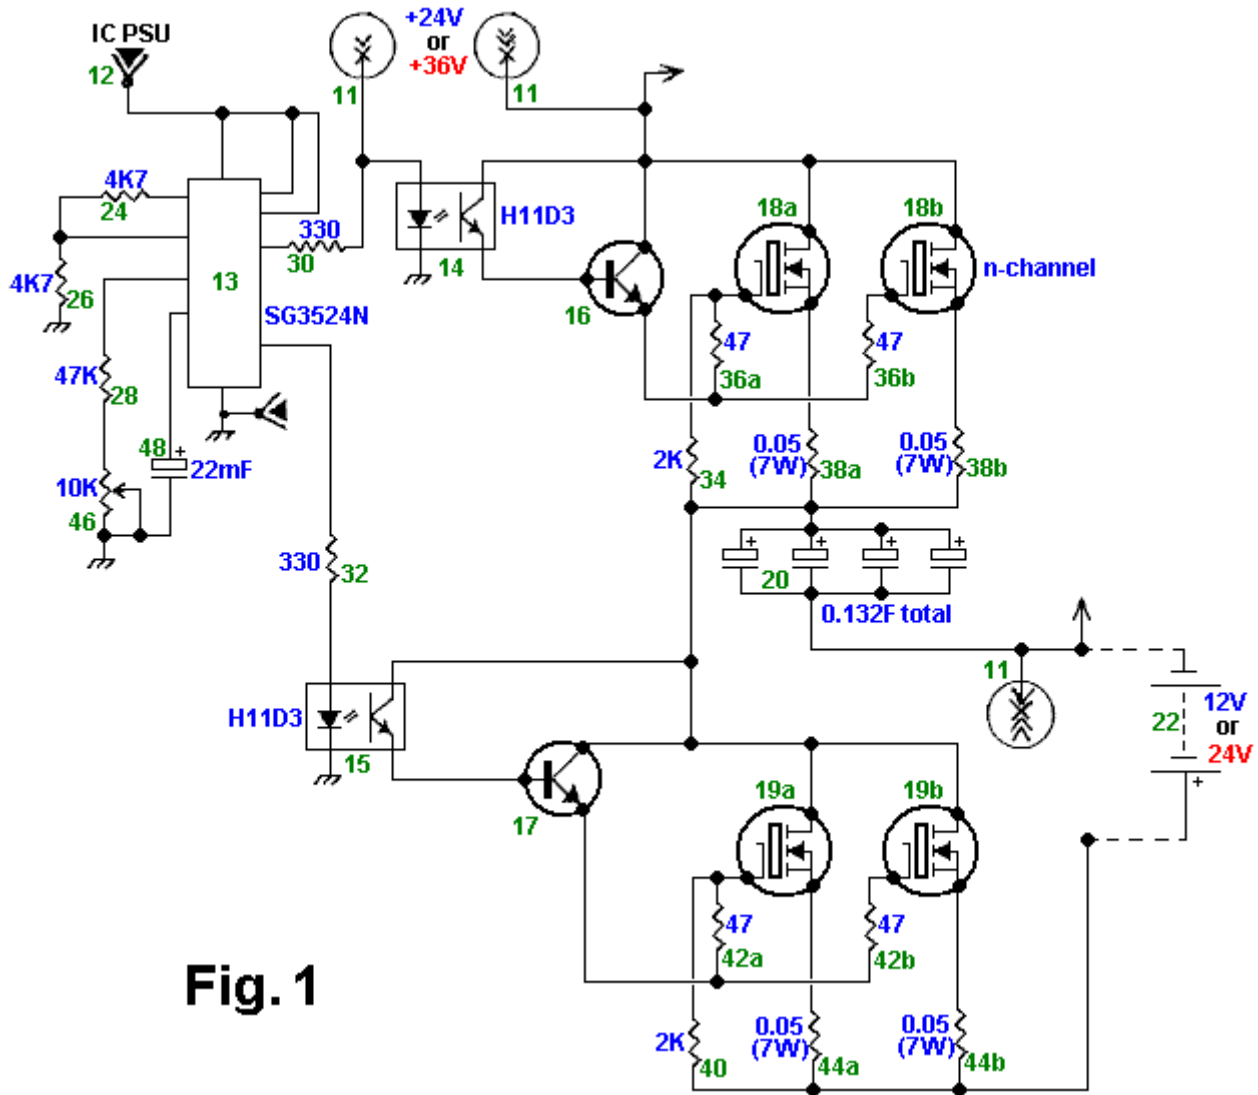 IC PSU
12
+24V
or
+36V
11
11
4K7
24
330
30
H11D3
14
18a
18b
n-channel
4K7
26
13
SG3524N
16
47
36a
47
36b
47K
28
48
+
22mF
2K
34
0.05
(7W)
38a
0.05
(7W)
38b
10K
46
330
32
+
+
+
+
20
0.132F total
11
12V
or
24V
22
+
H11D3
15
17
19a
19b
47
42a
47
42b
Fig. 1
2K
40
0.05
(7W)
44a
0.05
(7W)
44b